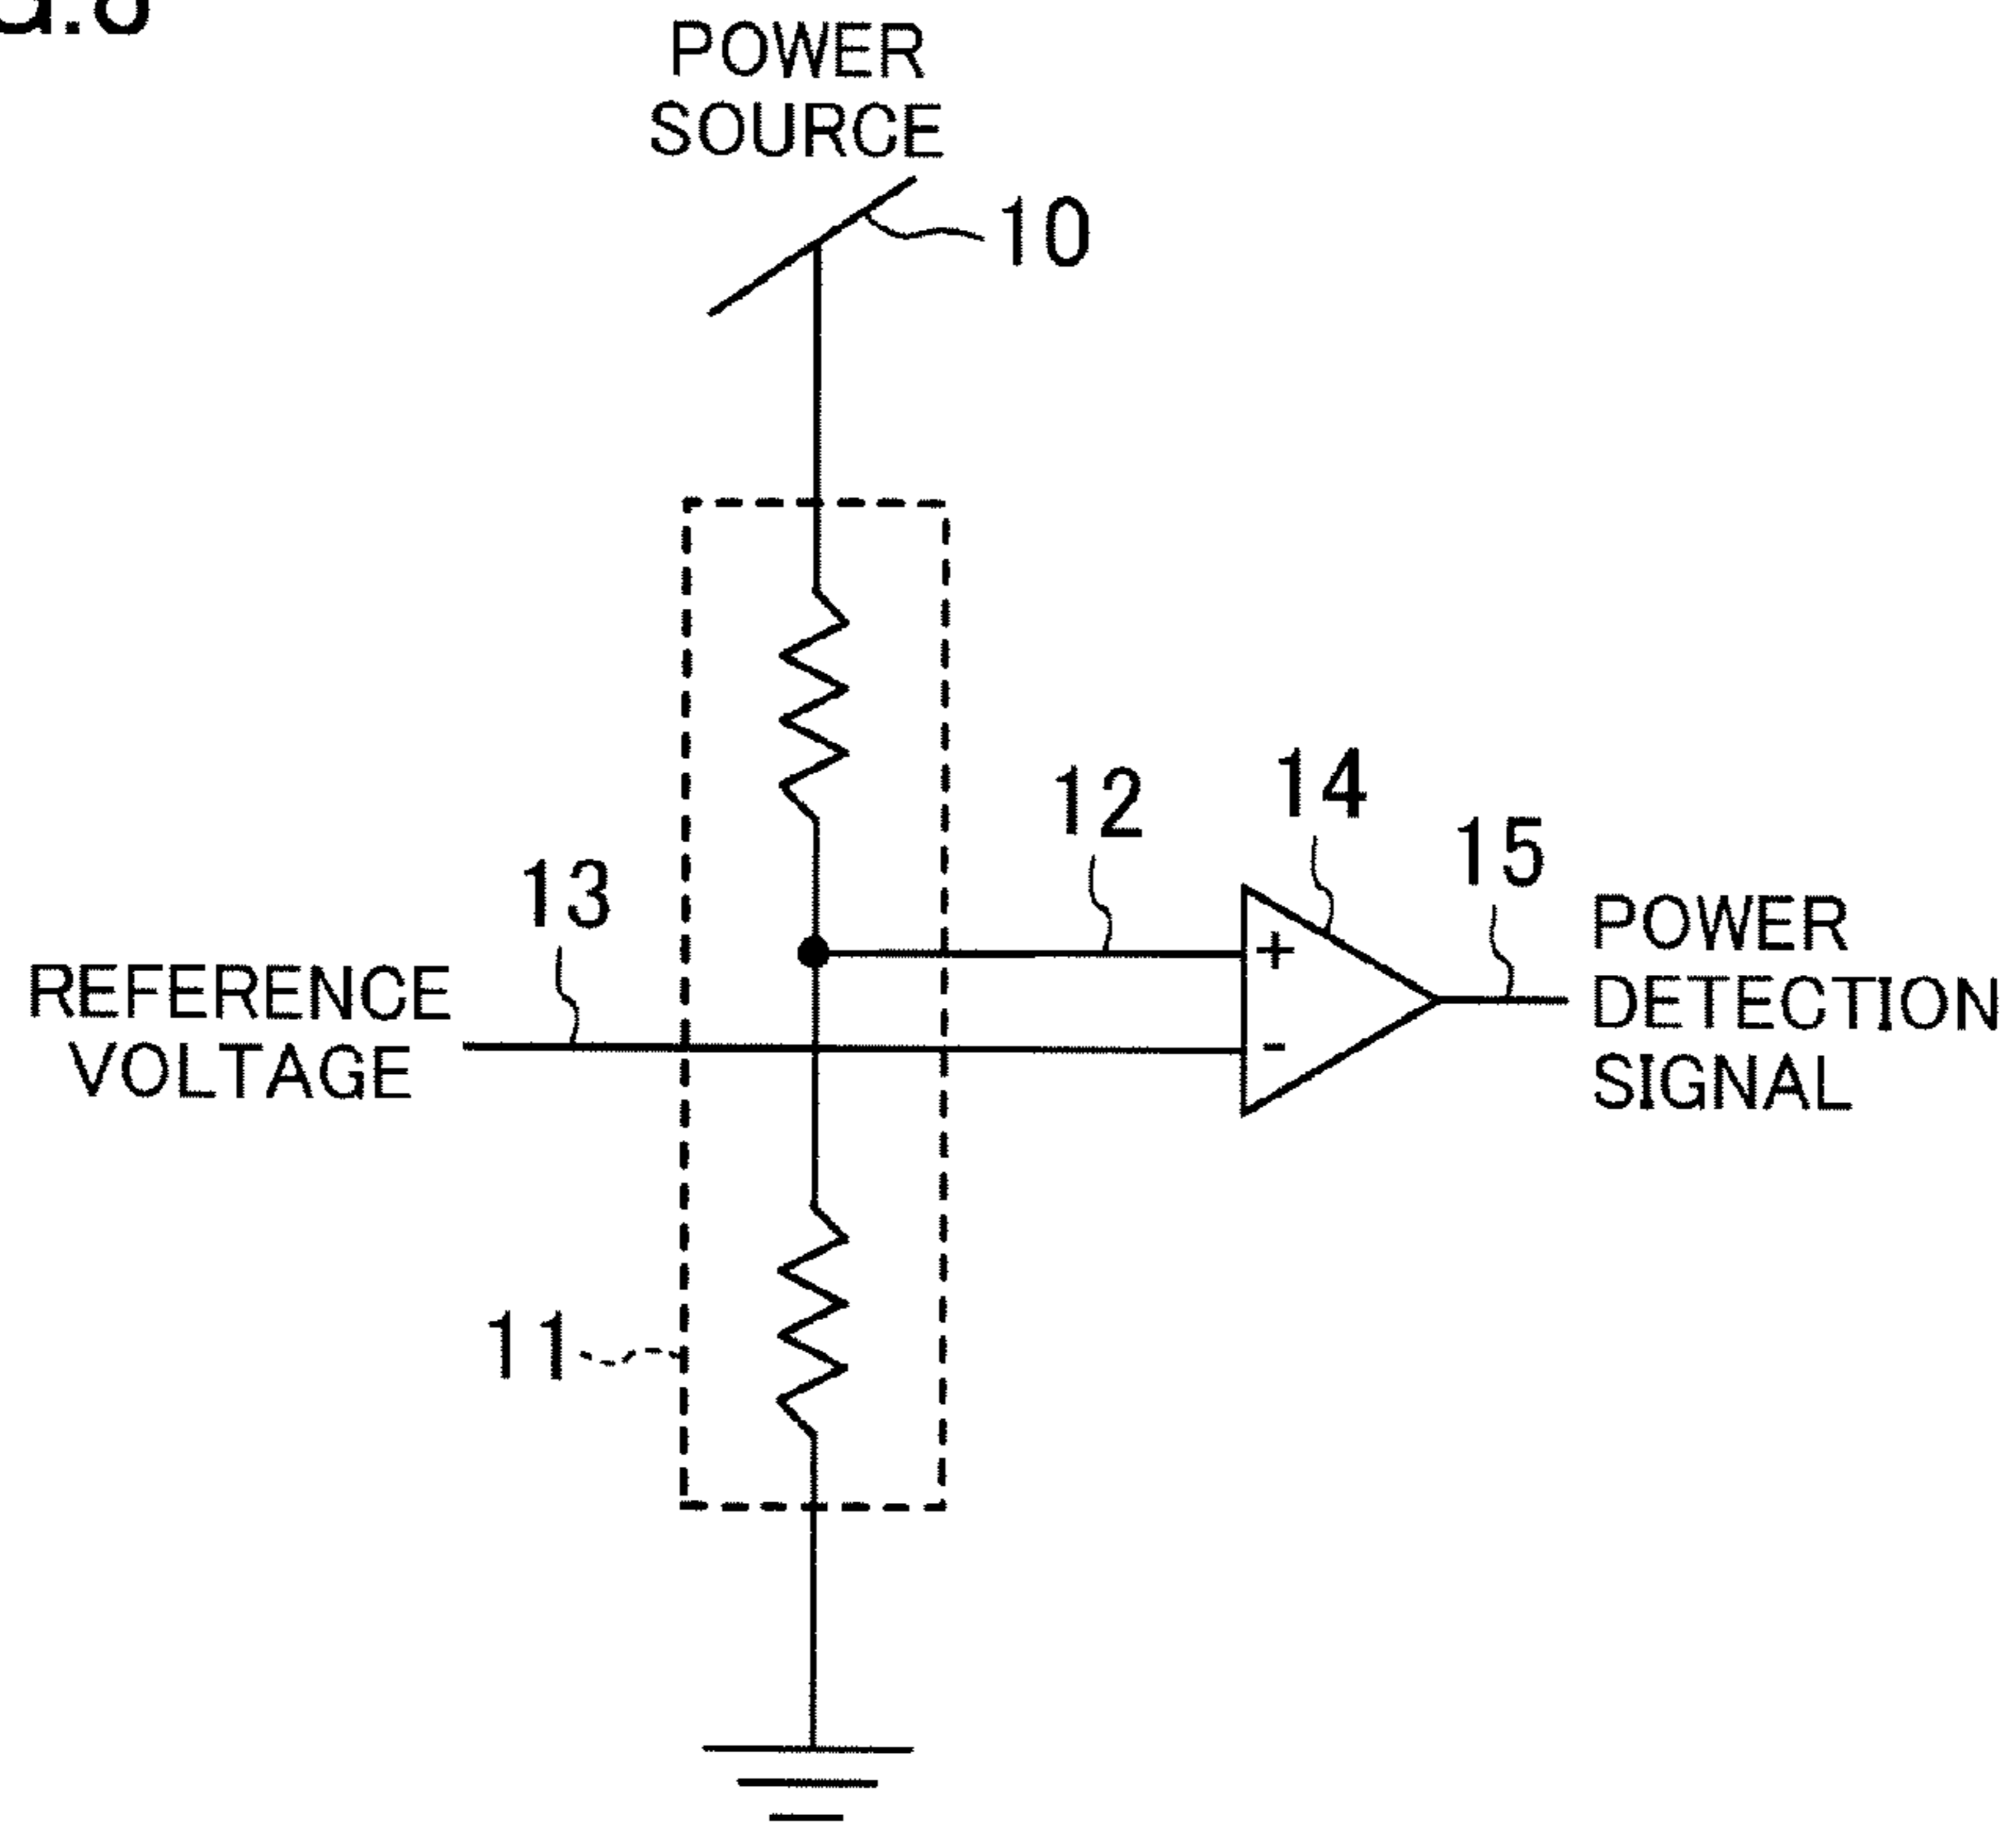 POWER
SOURCE
10
12
14
15
13
POWER
DETECTION
SIGNAL
REFERENCE
VOLTAGE
+
-
11